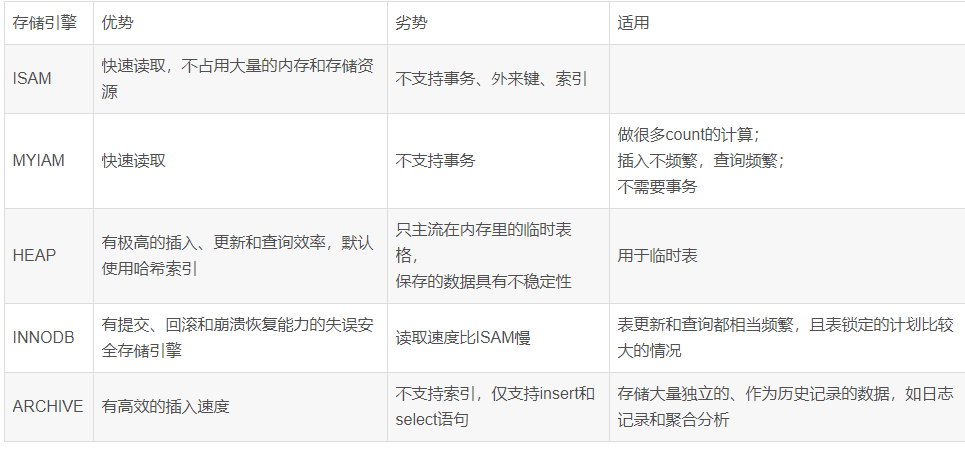 存储引擎 优势 劣势 适用
ISAM
快速读取，不占用大量的内存和存储资
源
不支持事务、外来键、索引
MYIAM
快速读取
不支持事务
做很多count的计算；
插入不频繁，查询频繁；
不需要事务
HEAP
有极高的插入、更新和查询效率，默认
使用哈希索引
只主流在内存里的临时表
格，
保存的数据具有不稳定性
用于临时表
INNODB
有提交、回滚和崩溃恢复能力的失误安
全存储引擎
读取速度比ISAM慢
表更新和查询都相当频繁，且表锁定的计划比较
大的情况
ARCHIVE
有高效的插入速度
不支持索引，仅支持insert和
select语句
存储大量独立的、作为历史记录的数据，如日志
记录和聚合分析